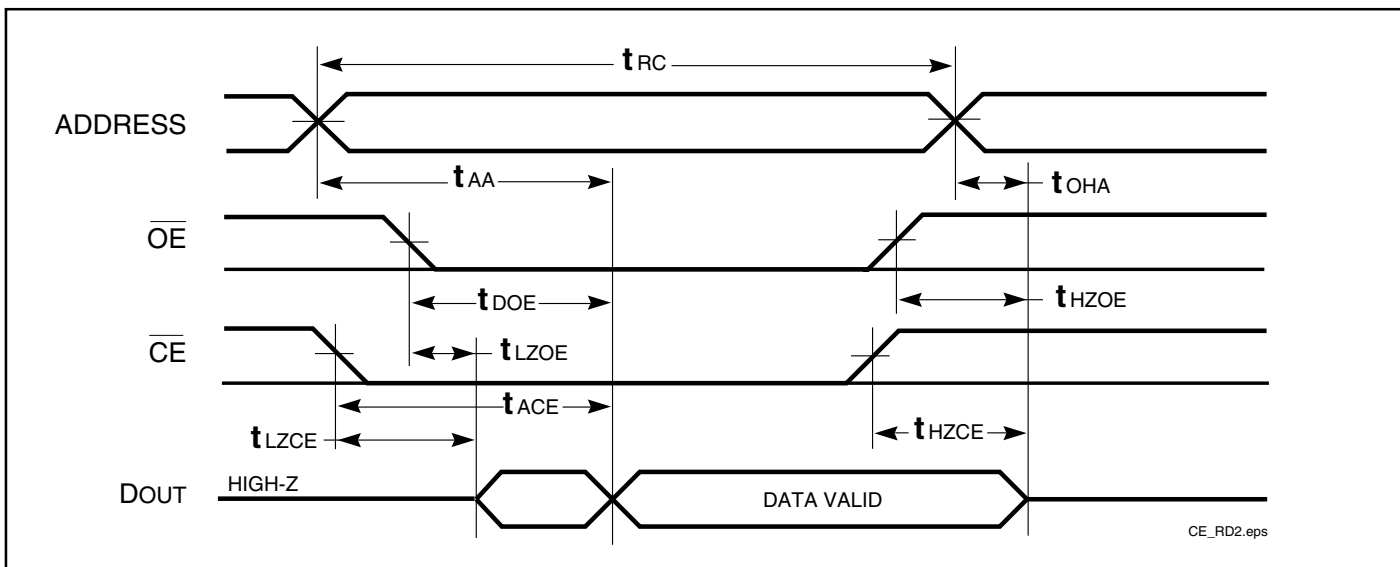 tRC
ADDRESS
tAA
tOHA
OE
tDOE
tHZOE
CE
tLZOE
tACE
tLZCE
tHZCE
DOUT
HIGH-Z
DATA VALID
CE_RD2.eps